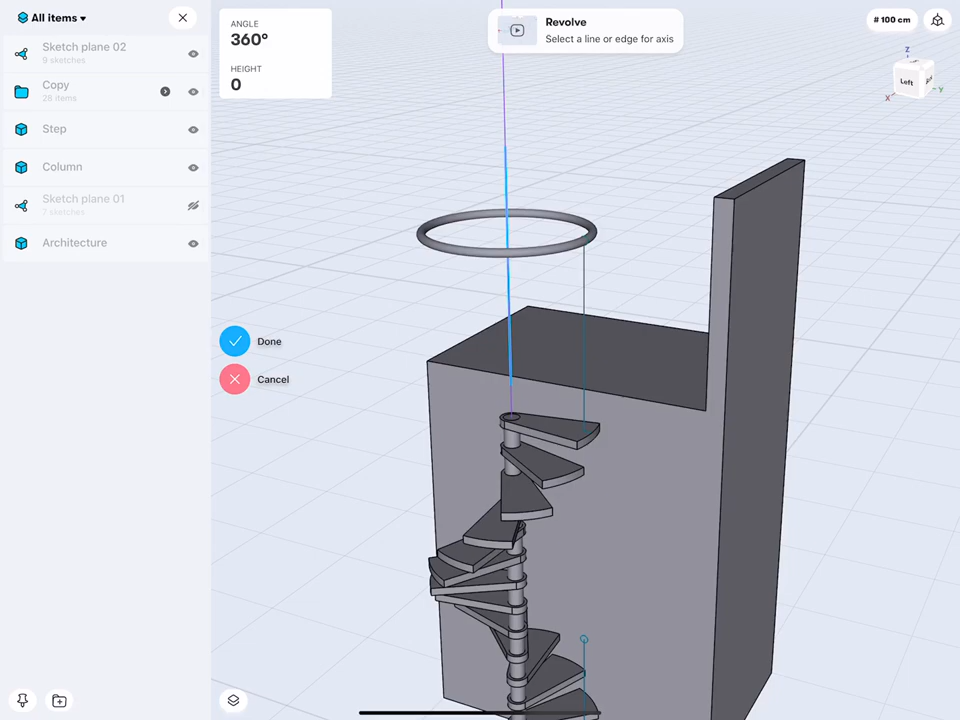 All items ▾
Sketch plane 02
9 sketches
Copy
28 items
Step
Column
Sketch plane 01
7 sketches
Architecture
ANGLE
360°
HEIGHT
0
Revolve
Select a line or edge for axis
# 100 cm
Z
Left
X
Y
Done
Cancel